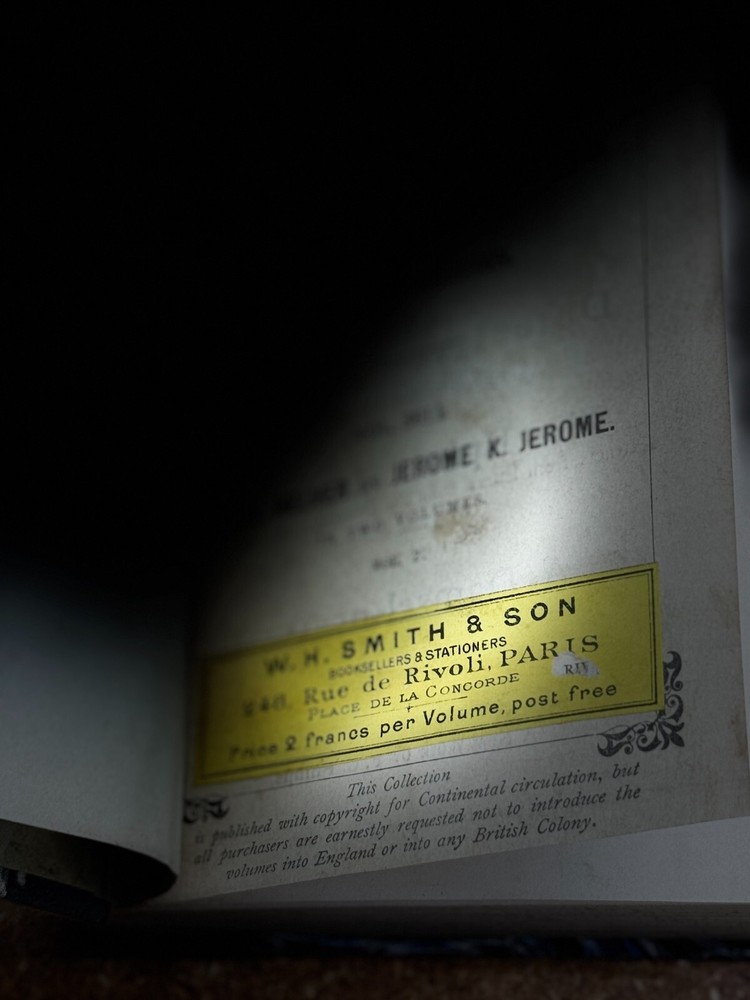 JEROME K. JEROME.
VOLUMES
W. H. SMITH & SON
BOOKSELLERS & STATIONERS
248, Rue de Rivoli, PARIS
RIV
PLACE DE LA CONCORDE
Price 2 francs per Volume, post free
This Collection
is published with copyright for Continental circulation, but
all purchasers are earnestly requested not to introduce the
volumes into England or into any British Colony.